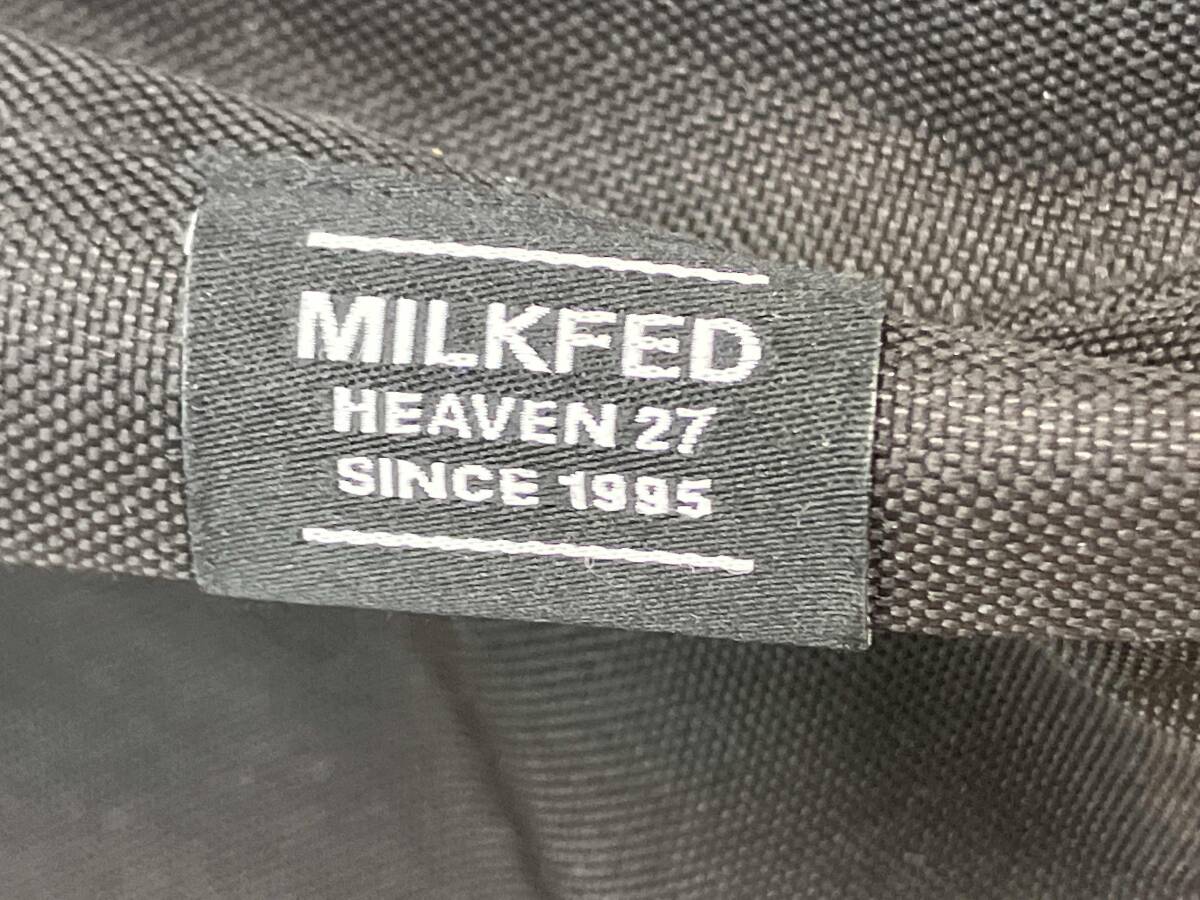 MILKFED
HEAVEN 27
SINCE 1995